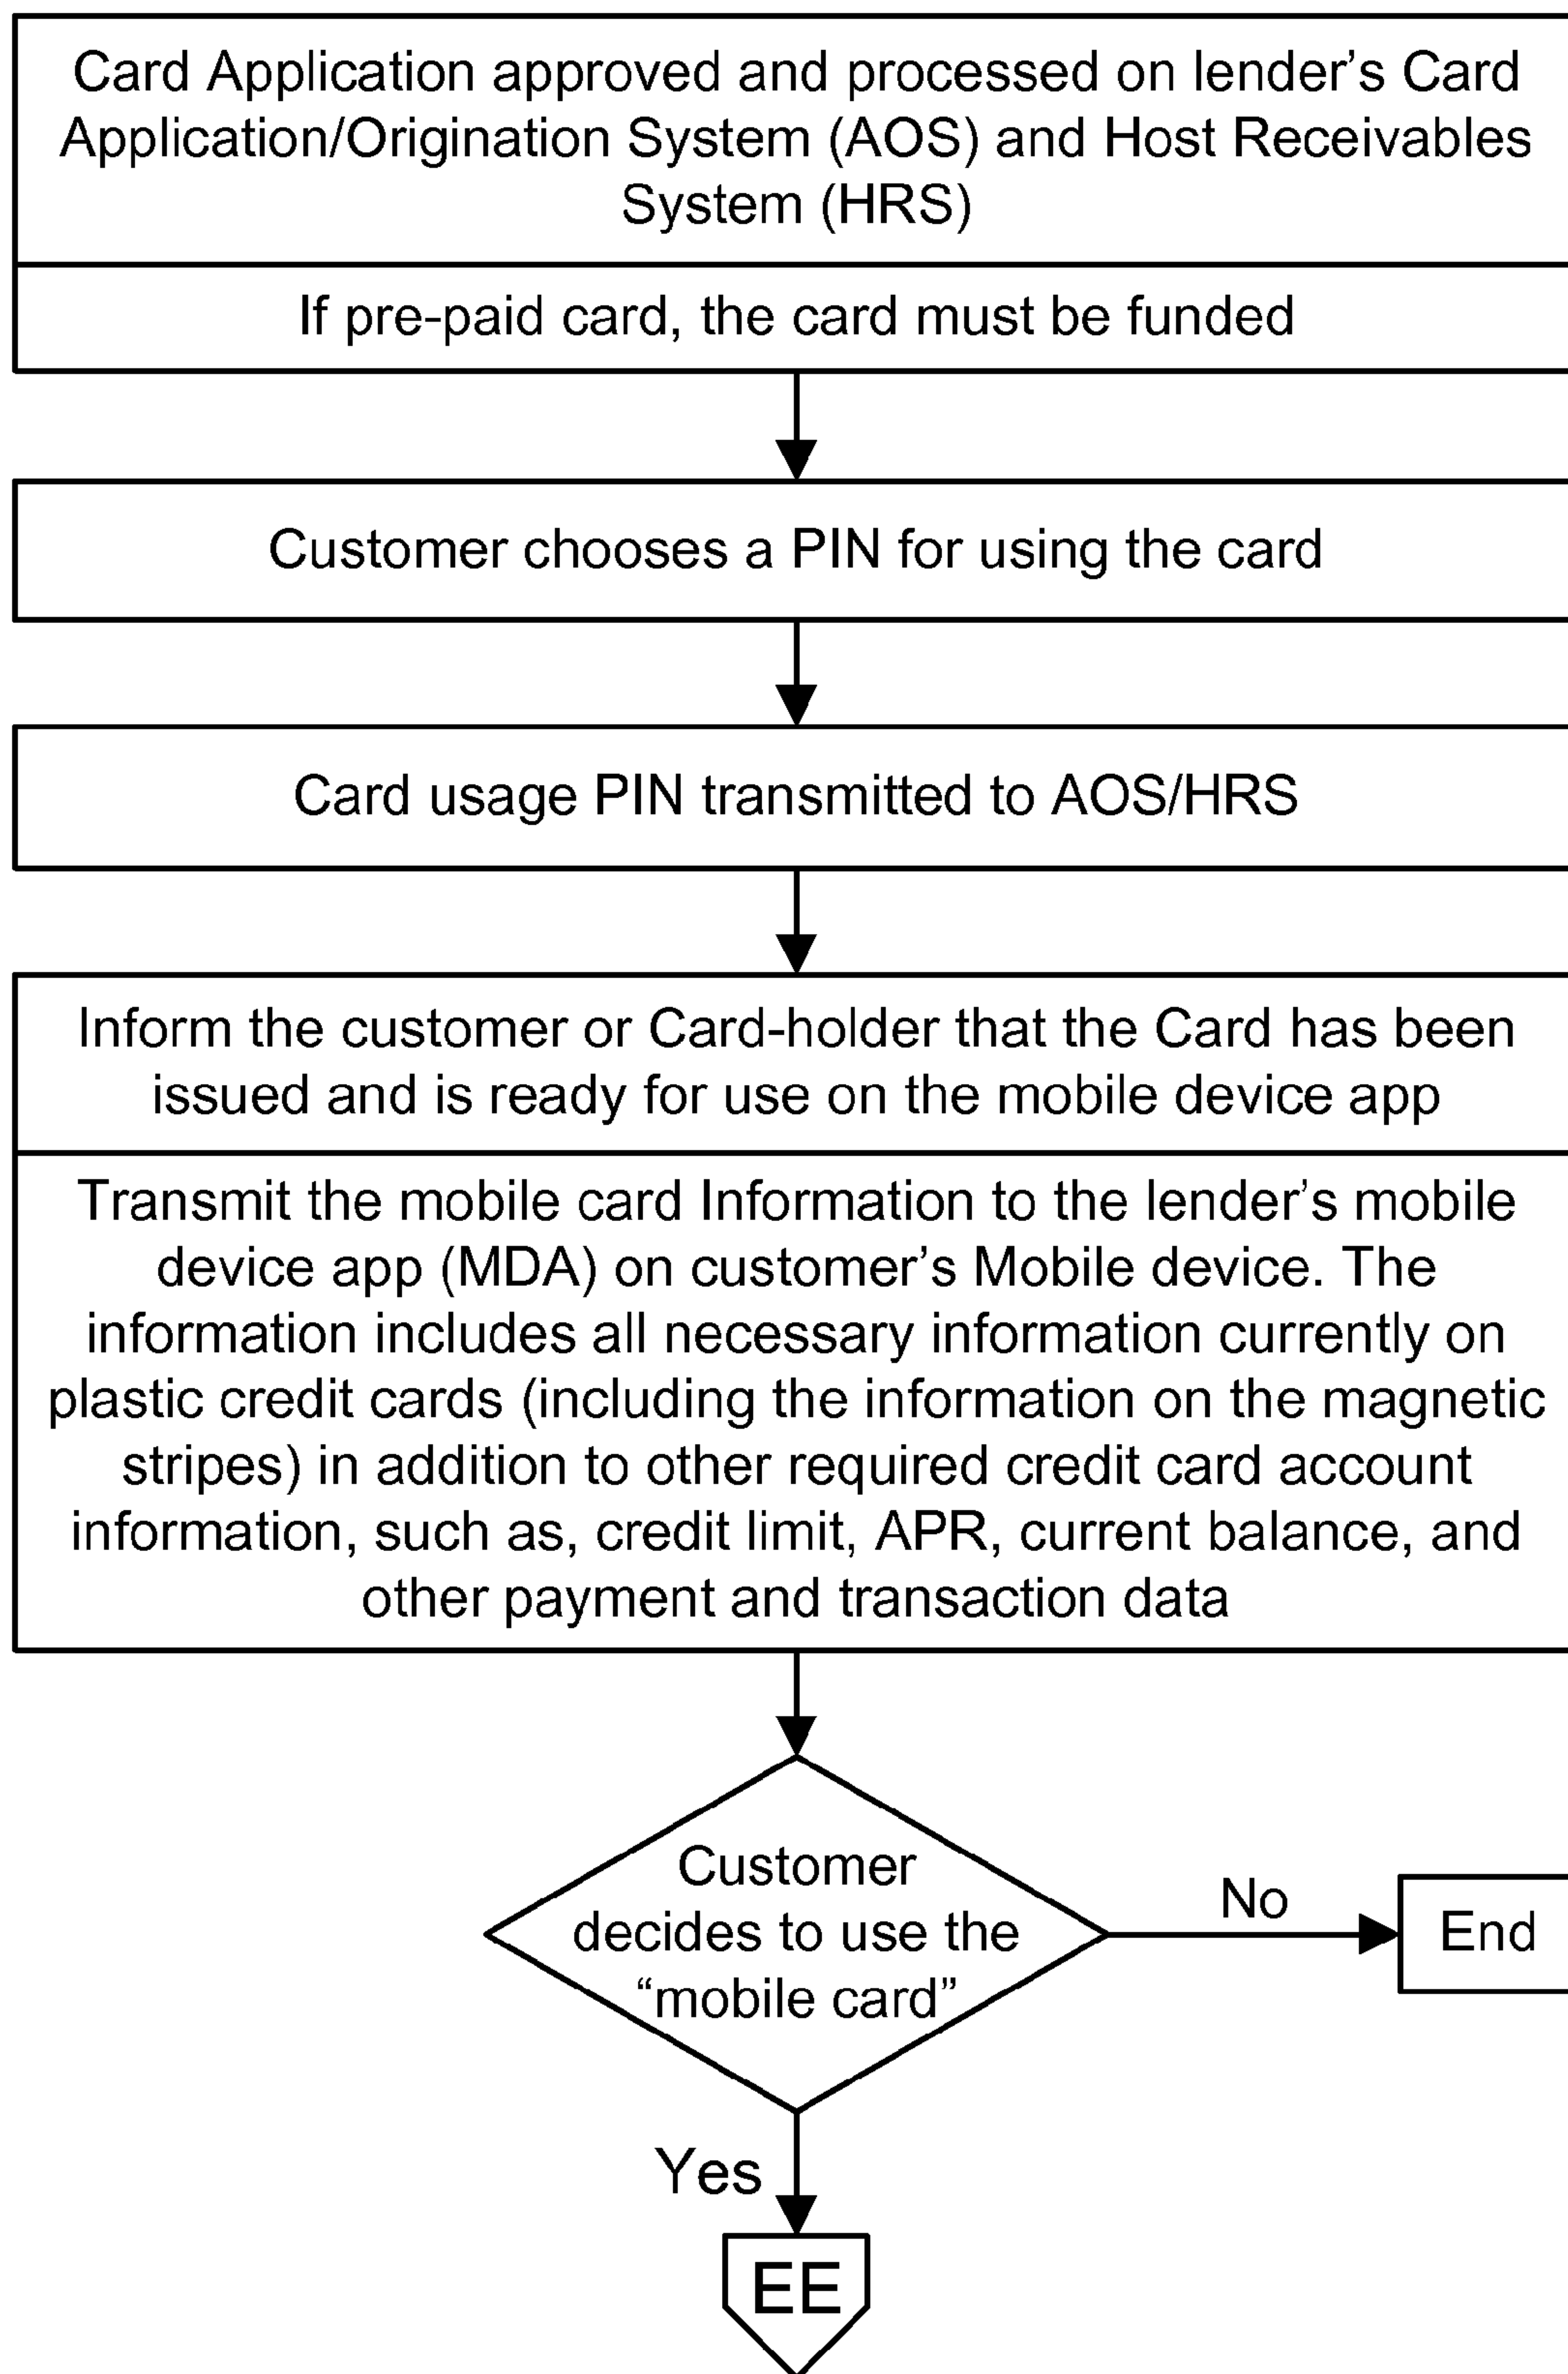 Card Application approved and processed on lender's Card
Application/Origination System (AOS) and Host Receivables
System (HRS)
If pre-paid card, the card must be funded
Customer chooses a PIN for using the card
Card usage PIN transmitted to AOS/HRS
Inform the customer or Card-holder that the Card has been
issued and is ready for use on the mobile device app
Transmit the mobile card Information to the lender's mobile
device app (MDA) on customer's Mobile device. The
information includes all necessary information currently on
plastic credit cards (including the information on the magnetic
stripes) in addition to other required credit card account
information, such as, credit limit, APR, current balance, and
other payment and transaction data
Customer
decides to use the
“mobile card”
No
End
Yes
EE